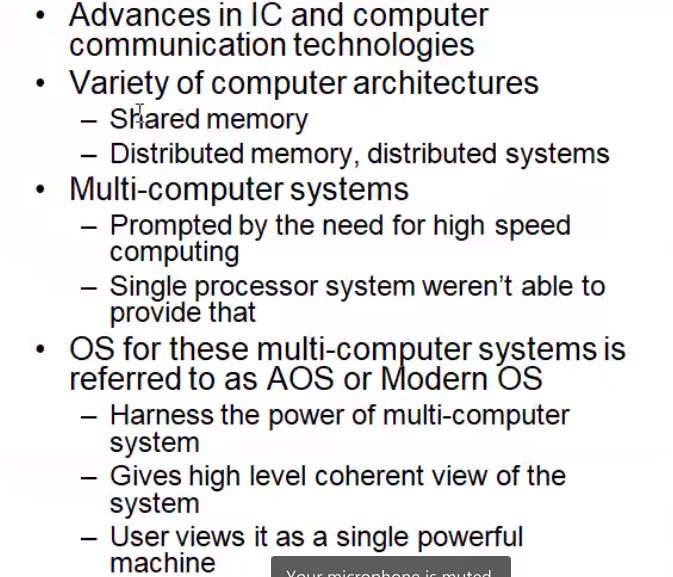 • Advances in IC and computer
communication technologies
• Variety of computer architectures
– Shared memory
– Distributed memory, distributed systems
• Multi-computer systems
– Prompted by the need for high speed
computing
– Single processor system weren't able to
provide that
• OS for these multi-computer systems is
referred to as AOS or Modern OS
– Harness the power of multi-computer
system
– Gives high level coherent view of the
system
– User views it as a single powerful
machine
Your microphone is muted